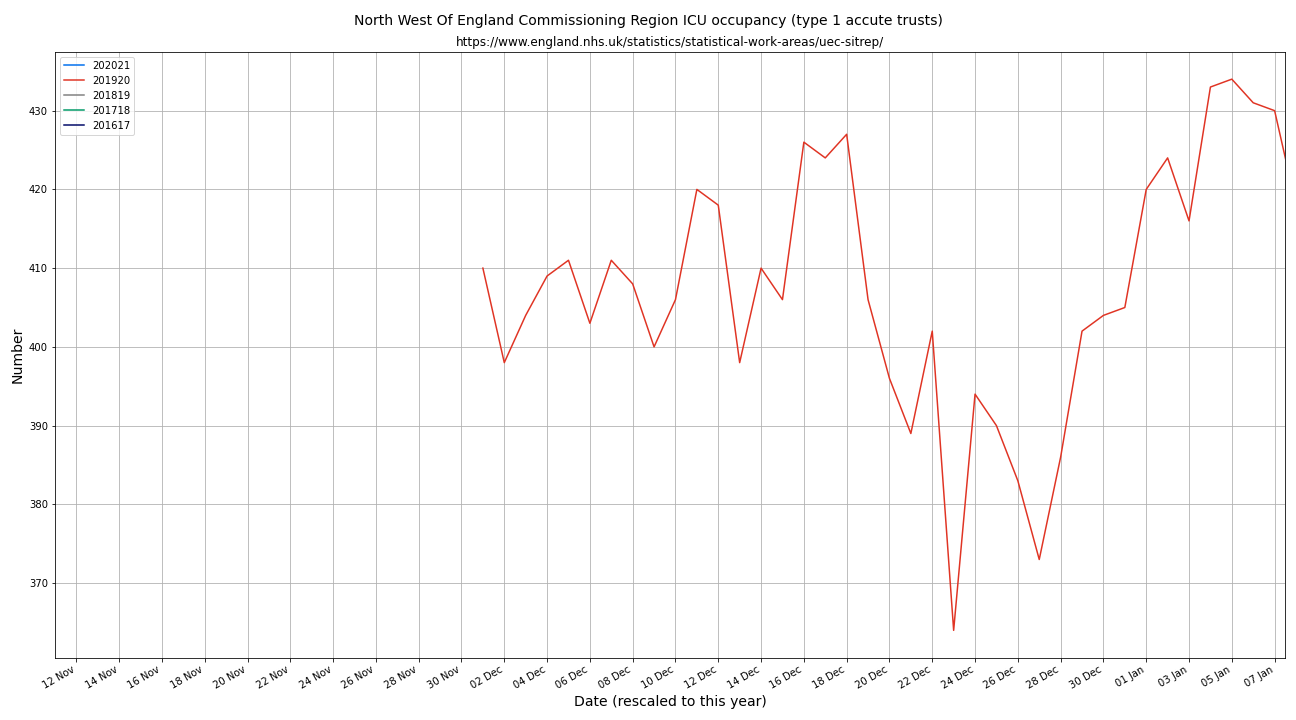 North West Of England Commissioning Region ICU occupancy (type 1 accute trusts)
https://www.england.nhs.uk/statistics/statistical-work-areas/uec-sitrep/
202021
201920
201819
201718
201617
Number
430
420
410
400
390
380
370
12 Nov 14 Nov 16 Nov 18 Nov 20 Nov 22 Nov 24 Nov 26 Nov 28 Nov 30 Nov 02 Dec 04 Dec 06 Dec 08 Dec 10 Dec 12 Dec 14 Dec 16 Dec 18 Dec 20 Dec 22 Dec 24 Dec 26 Dec 28 Dec 30 Dec 01 Jan 03 Jan 05 Jan 07 Jan
Date (rescaled to this year)